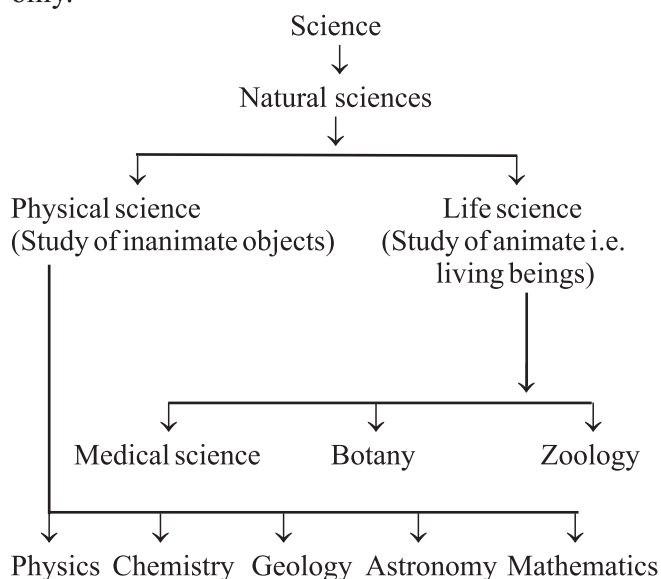 only.
Science
Natural sciences
Physical science
(Study of inanimate objects)
Life science
(Study of animate i.e.
living beings)
Medical science Botany Zoology
Physics Chemistry Geology Astronomy Mathematics